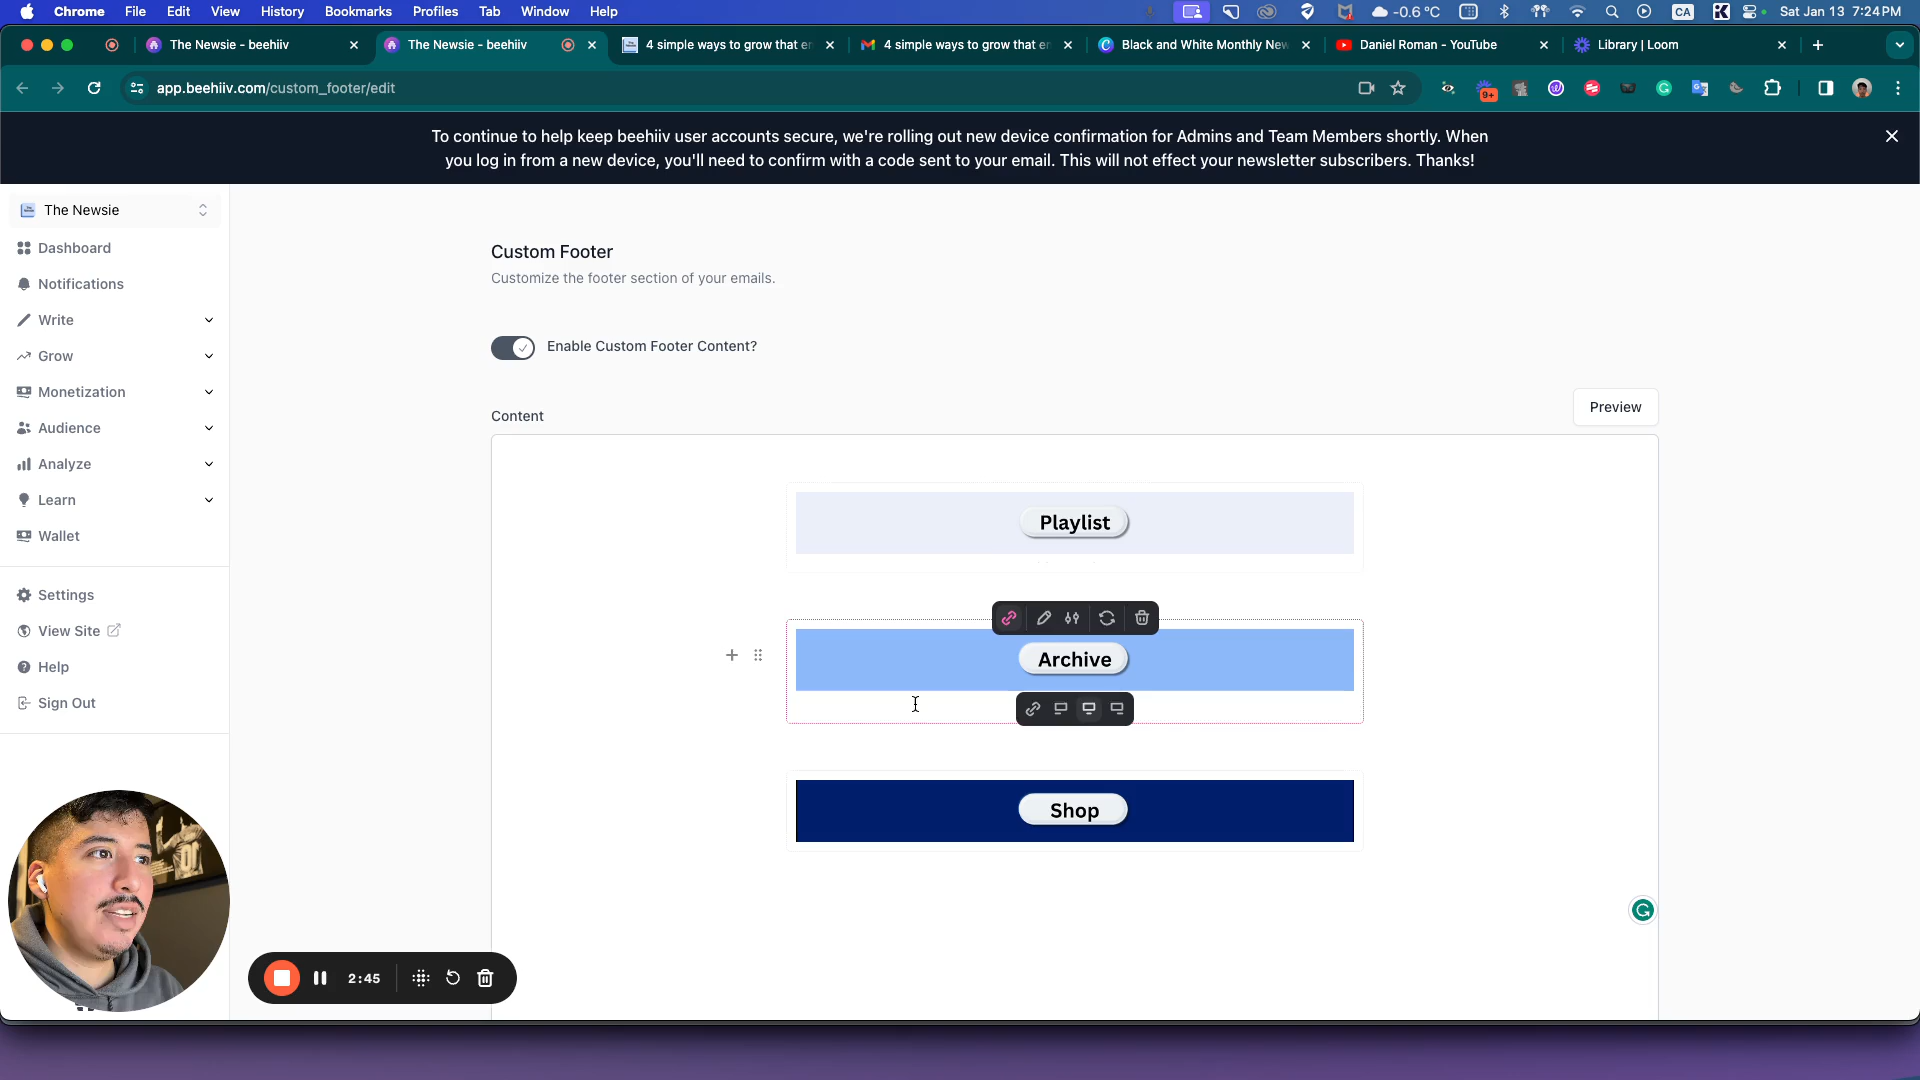 Chrome File Edit View History Bookmarks Profiles Tab Window Help
-0.6 °C CA Sat Jan 13 7:24 PM
The Newsie - beehiiv
The Newsie - beehiiv
4 simple ways to grow that
4 simple ways to grow that
Black and White Monthly New
Daniel Roman - YouTube
Library | Loom
app.beehiiv.com/custom_footer/edit
9+
To continue to help keep beehiiv user accounts secure, we're rolling out new device confirmation for Admins and Team Members shortly. When
you log in from a new device, you'll need to confirm with a code sent to your email. This will not effect your newsletter subscribers. Thanks!
The Newsie
Dashboard
Notifications
Write
Grow
Monetization
Audience
Analyze
Learn
Wallet
Settings
View Site
Help
Sign Out
Custom Footer
Customize the footer section of your emails.
Enable Custom Footer Content?
Content
Preview
Playlist
Archive
Shop
2:45